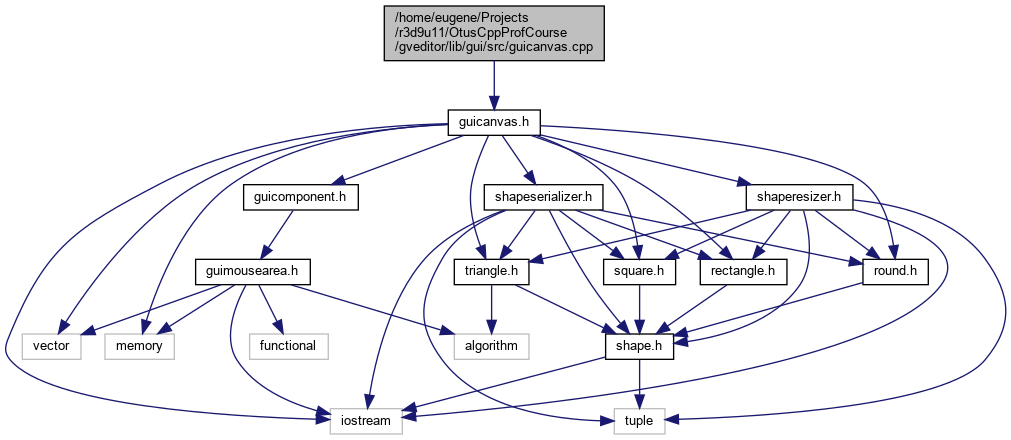 /home/eugene/Projects
/r3d9u11/OtusCppProfCourse
/gveditor/lib/gui/src/guicanvas.cpp
guicanvas.h
guicomponent.h
shapeserializer.h
shaperesizer.h
guimousearea.h
triangle.h
square.h
rectangle.h
round.h
vector
memory
functional
algorithm
shape.h
iostream
tuple